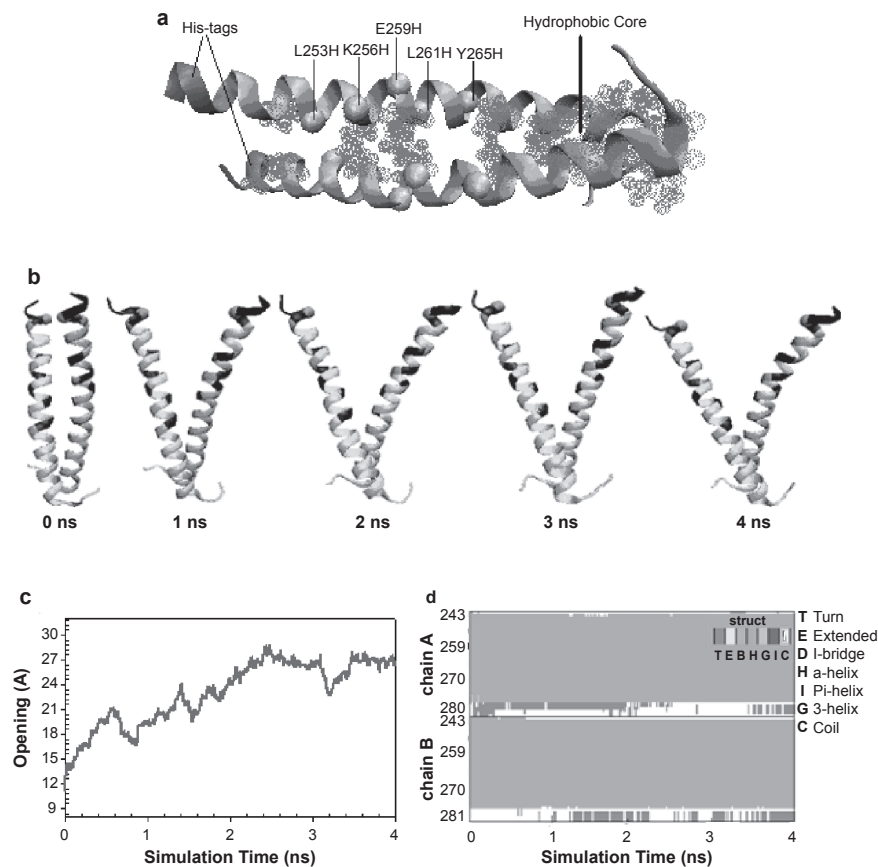 a
His-tags
L253H
K256H
E259H
L261H
Y265H
Hydrophobic Core
b
0 ns
1 ns
2 ns
3 ns
4 ns
c
Opening (A)
30
27
24
21
18
15
12
9
0
1
2
3
4
Simulation Time (ns)
d
chain A
243
259
270
280
chain B
243
259
270
281
struct
T E B H G I C
T Turn
E Extended
D I-bridge
H a-helix
I Pi-helix
G 3-helix
C Coil
0
1
2
3
4
Simulation Time (ns)